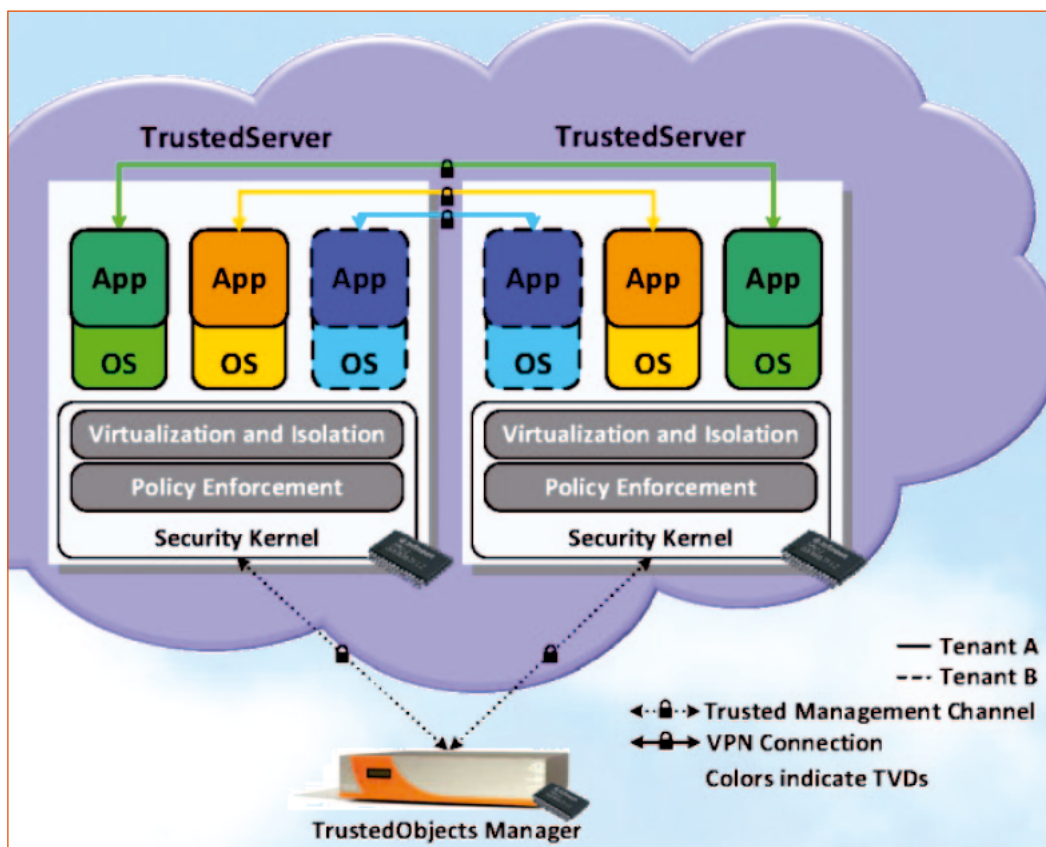 TrustedServer
TrustedServer
App
App
App
App
App
App
OS
OS
OS
OS
OS
OS
Virtualization and Isolation
Virtualization and Isolation
Policy Enforcement
Policy Enforcement
Security Kernel
Security Kernel
Tenant A
Tenant B
Trusted Management Channel
VPN Connection
Colors indicate TVDs
TrustedObjects Manager